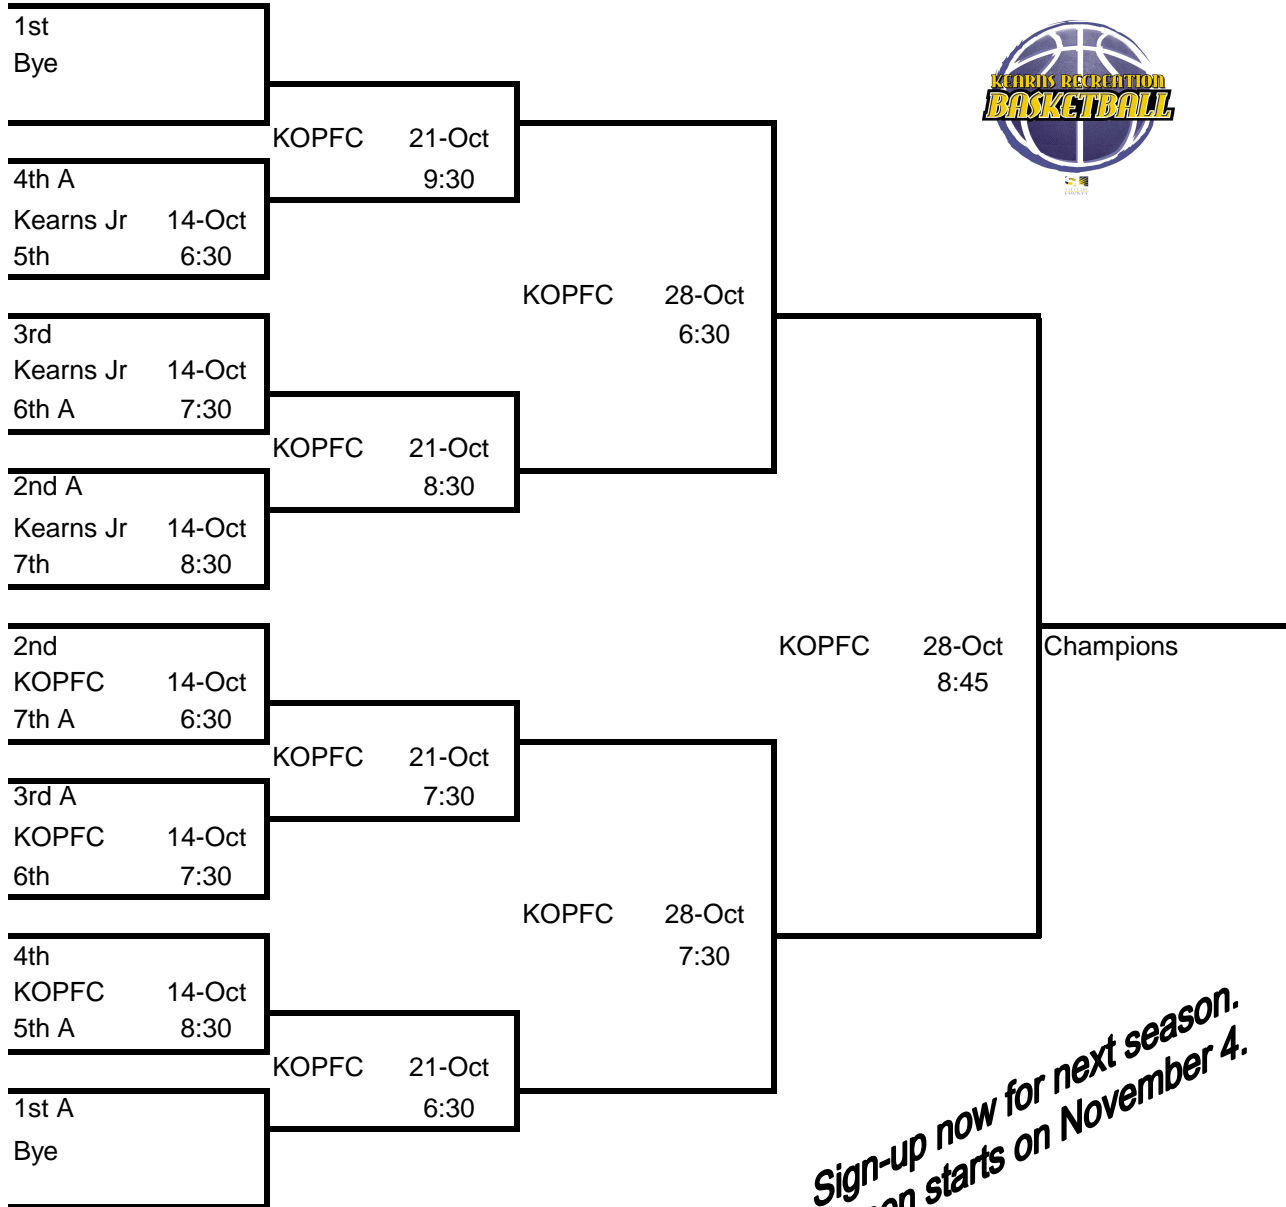 1st
Bye
KEARNS RECREATION
BASKETBALL
KOPFC 21-Oct
9:30
4th A
Kearns Jr 14-Oct
5th 6:30
KOPFC 28-Oct
6:30
3rd
Kearns Jr 14-Oct
6th A 7:30
KOPFC 21-Oct
8:30
2nd A
Kearns Jr 14-Oct
7th 8:30
2nd
KOPFC 14-Oct
7th A 6:30
KOPFC 28-Oct
8:45
Champions
KOPFC 21-Oct
7:30
3rd A
KOPFC 14-Oct
6th 7:30
KOPFC 28-Oct
7:30
4th
KOPFC 14-Oct
5th A 8:30
KOPFC 21-Oct
6:30
1st A
Bye
Sign-up now for next season.
starts on November 4.